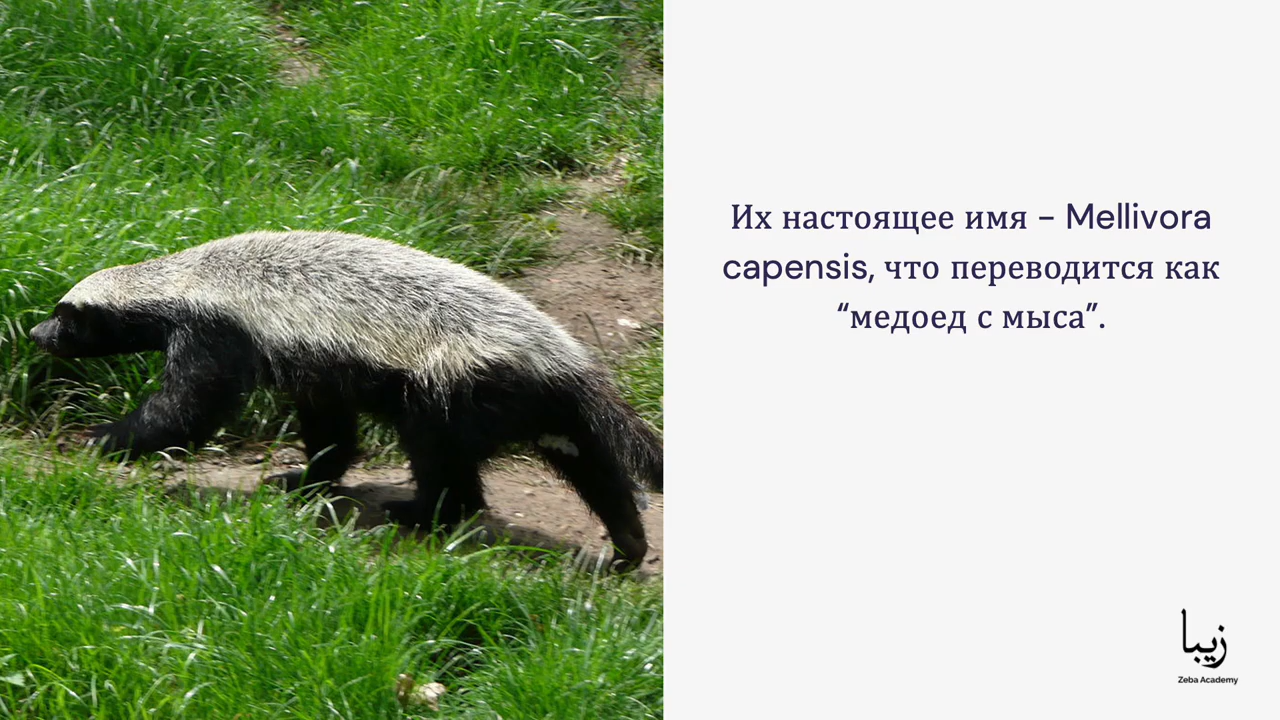 Их настоящее имя – Mellivora
capensis, что переводится как
“медоед с мыса”.
زيبا
Zeba Academy